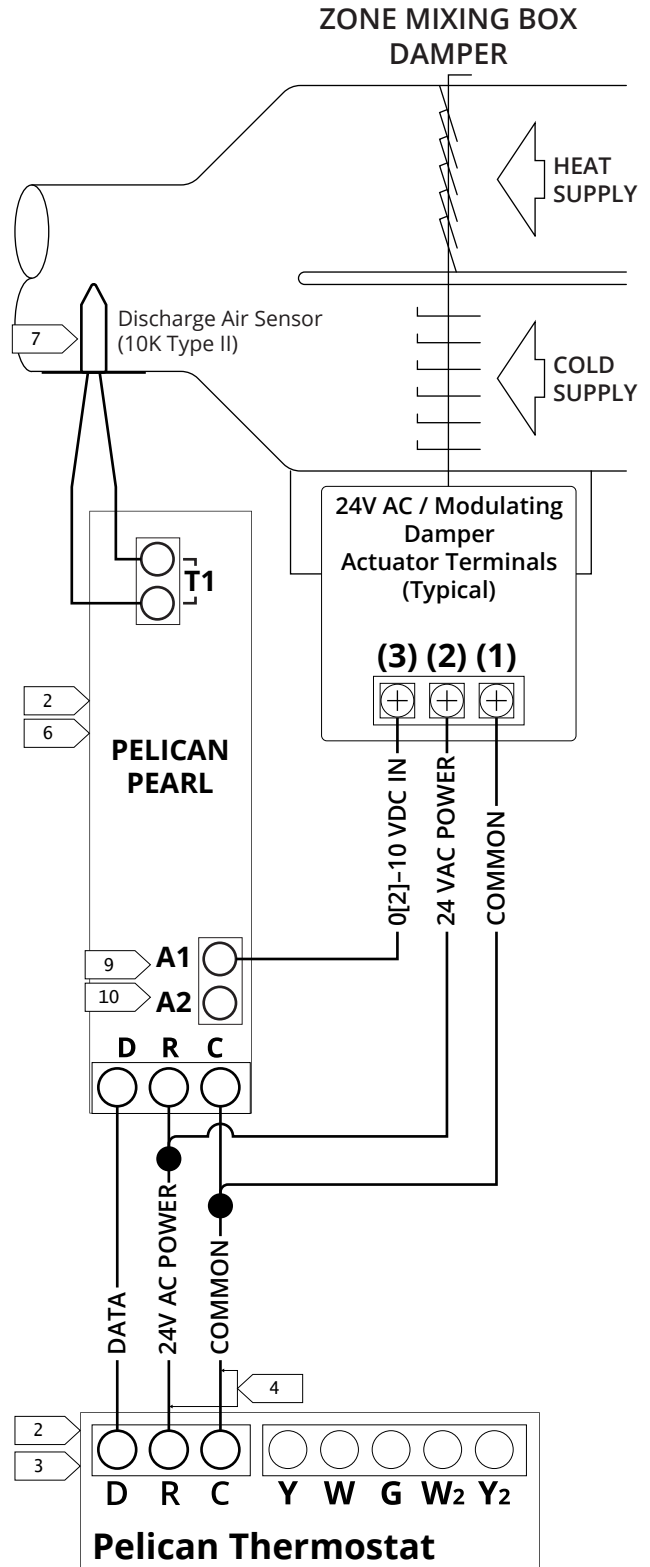 ZONE MIXING BOX
DAMPER
HEAT
SUPPLY
7
Discharge Air Sensor
(10K Type II)
COLD
SUPPLY
24V AC / Modulating
Damper
Actuator Terminals
(Typical)
T1
(3) (2) (1)
2
6
PELICAN
PEARL
0[2]–10 VDC IN
24 VAC POWER
COMMON
9
A1
10
A2
D R C
DATA
24V AC POWER
COMMON
4
2
3
D R C Y W G W2 Y2
Pelican Thermostat